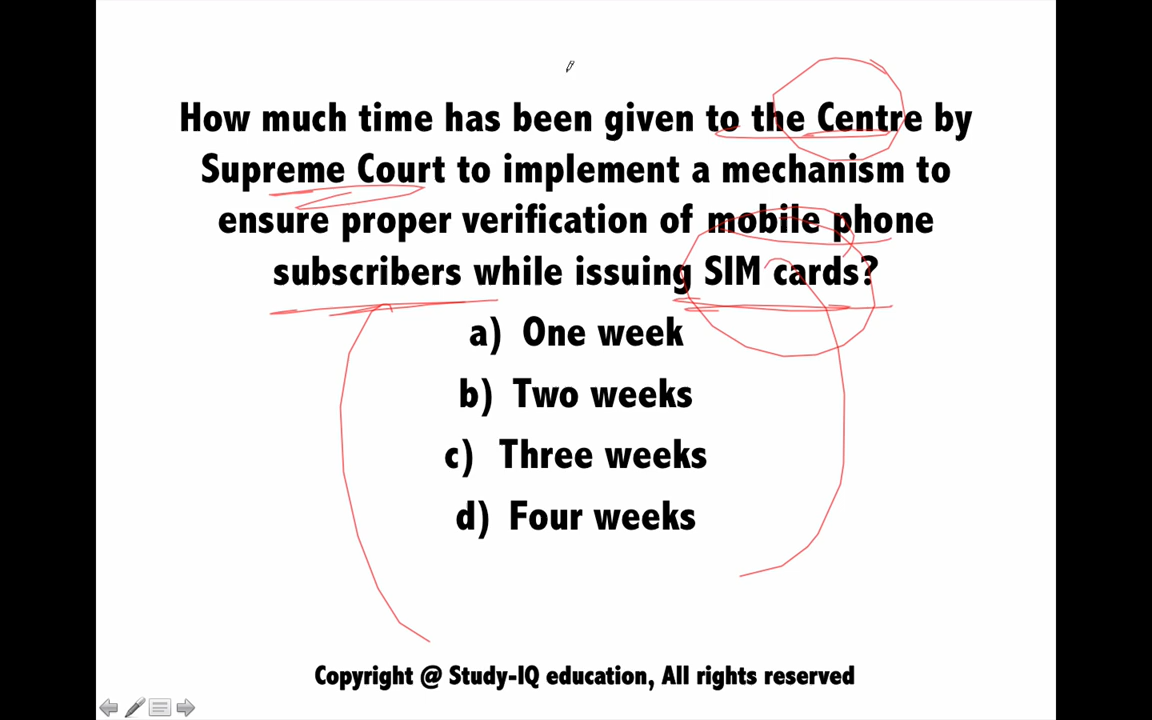 How much time has been given to the Centre by
Supreme Court to implement a mechanism to
ensure proper verification of mobile phone
subscribers while issuing SIM cards?
a) One week
b) Two weeks
c) Three weeks
d) Four weeks
Copyright @ Study-IQ education, All rights reserved